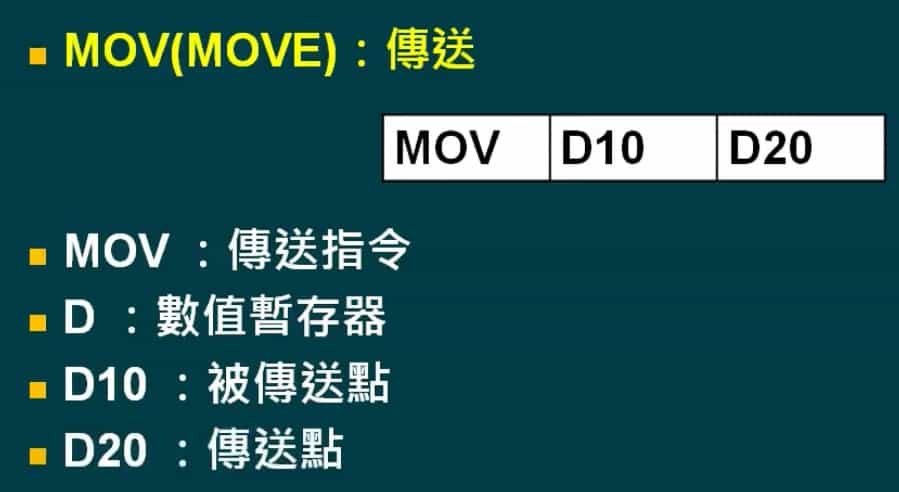 MOV(MOVE)：傳送
MOV D10 D20
MOV ：傳送指令
D ：數值暫存器
D10 ：被傳送點
D20 ：傳送點